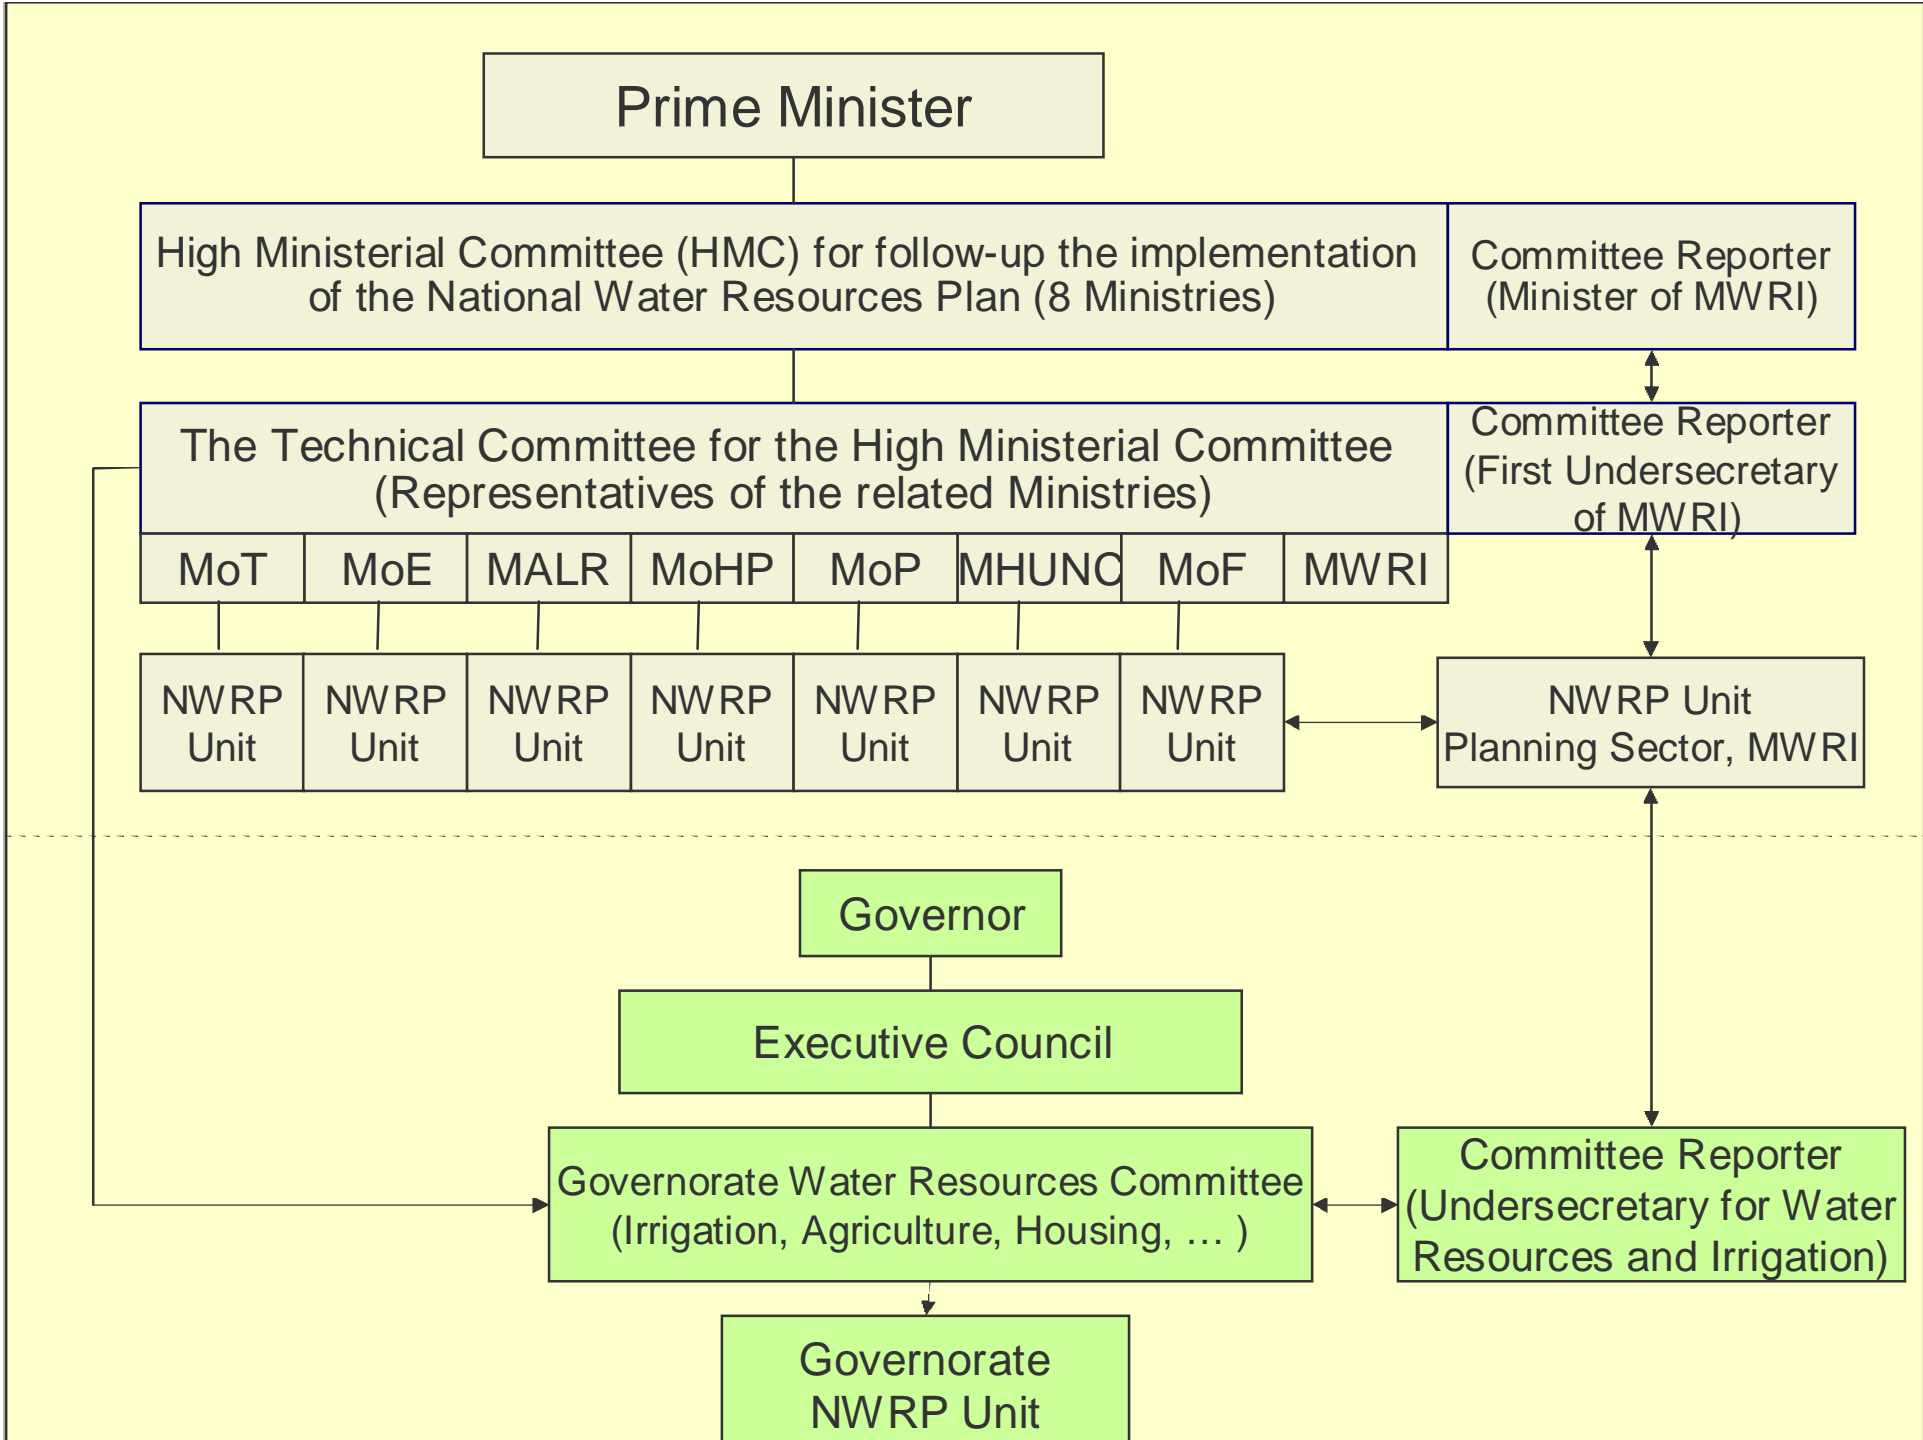 Prime Minister
High Ministerial Committee (HMC) for follow-up the implementation
of the National Water Resources Plan (8 Ministries)
Committee Reporter
(Minister of MWRI)
The Technical Committee for the High Ministerial Committee
(Representatives of the related Ministries)
Committee Reporter
(First Undersecretary
of MWRI)
MoT MoE MALR MoHP MoP MHUNC MoF MWRI
NWRP
Unit
NWRP
Unit
NWRP
Unit
NWRP
Unit
NWRP
Unit
NWRP
Unit
NWRP
Unit
NWRP Unit
Planning Sector, MWRI
Governor
Executive Council
Governorate Water Resources Committee
(Irrigation, Agriculture, Housing, … )
Committee Reporter
(Undersecretary for Water
Resources and Irrigation)
Governorate
NWRP Unit